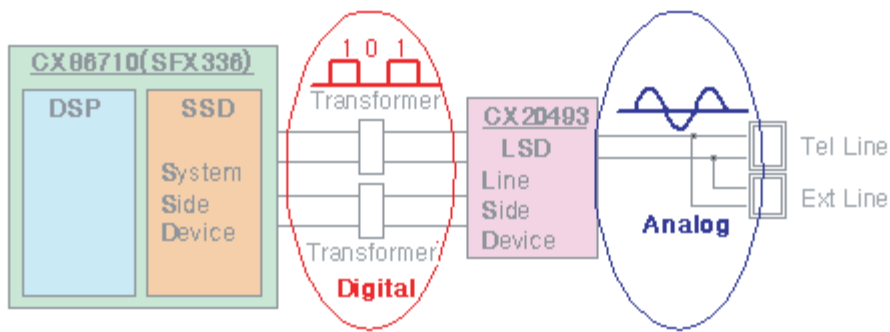 CX86710(SFX336)
DSP
SSD
System
Side
Device
1 0 1
Transformer
Transformer
Digital
CX20493
LSD
Line
Side
Device
Analog
Tel Line
Ext Line